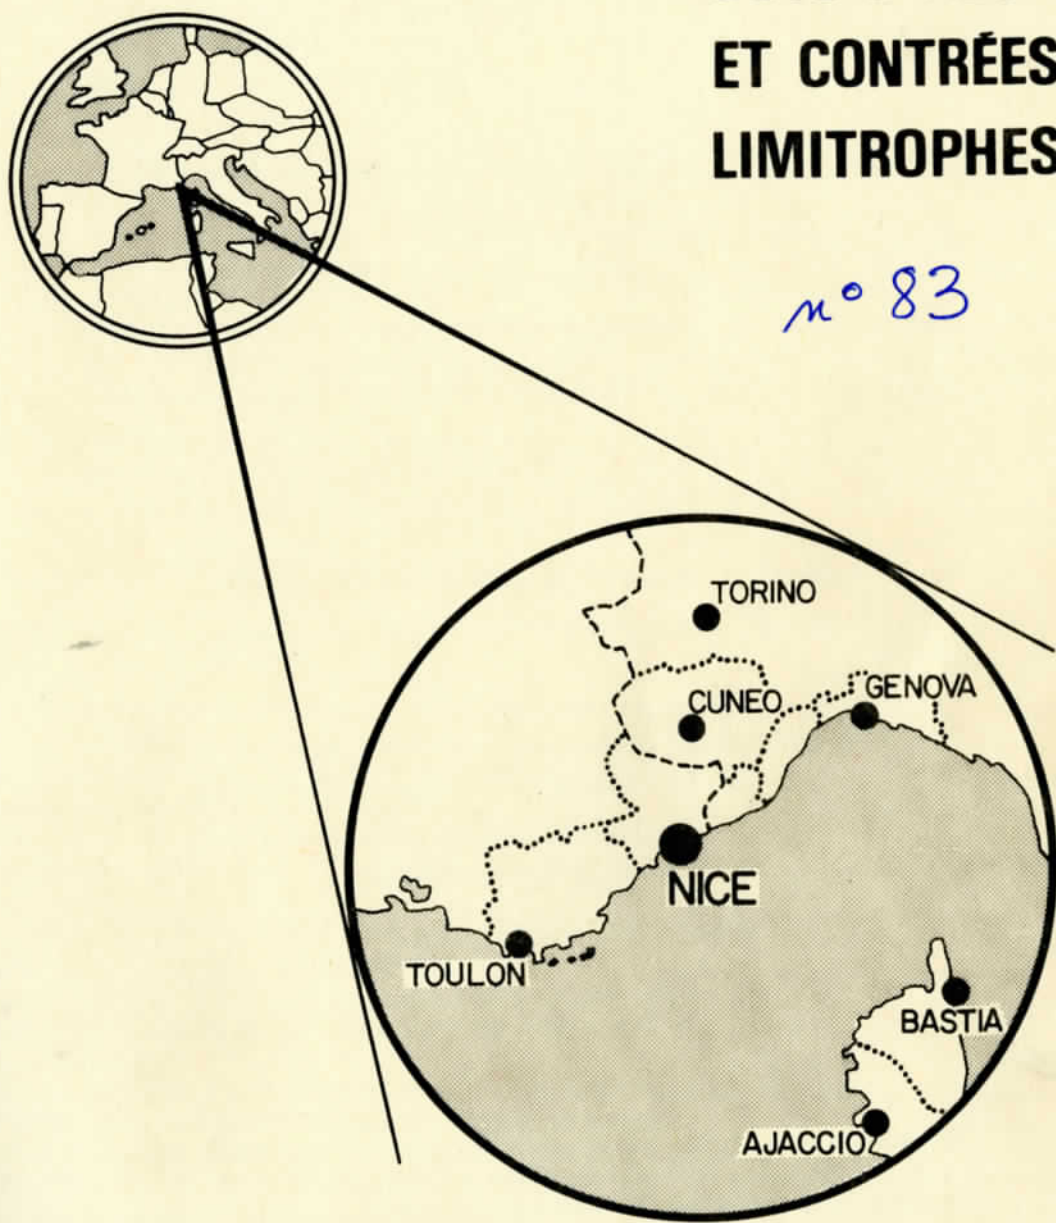 ET CONTRÉES
LIMITROPHES
n° 83
TORINO
CUNEO
GENOVA
NICE
TOULON
BASTIA
AJACCIO